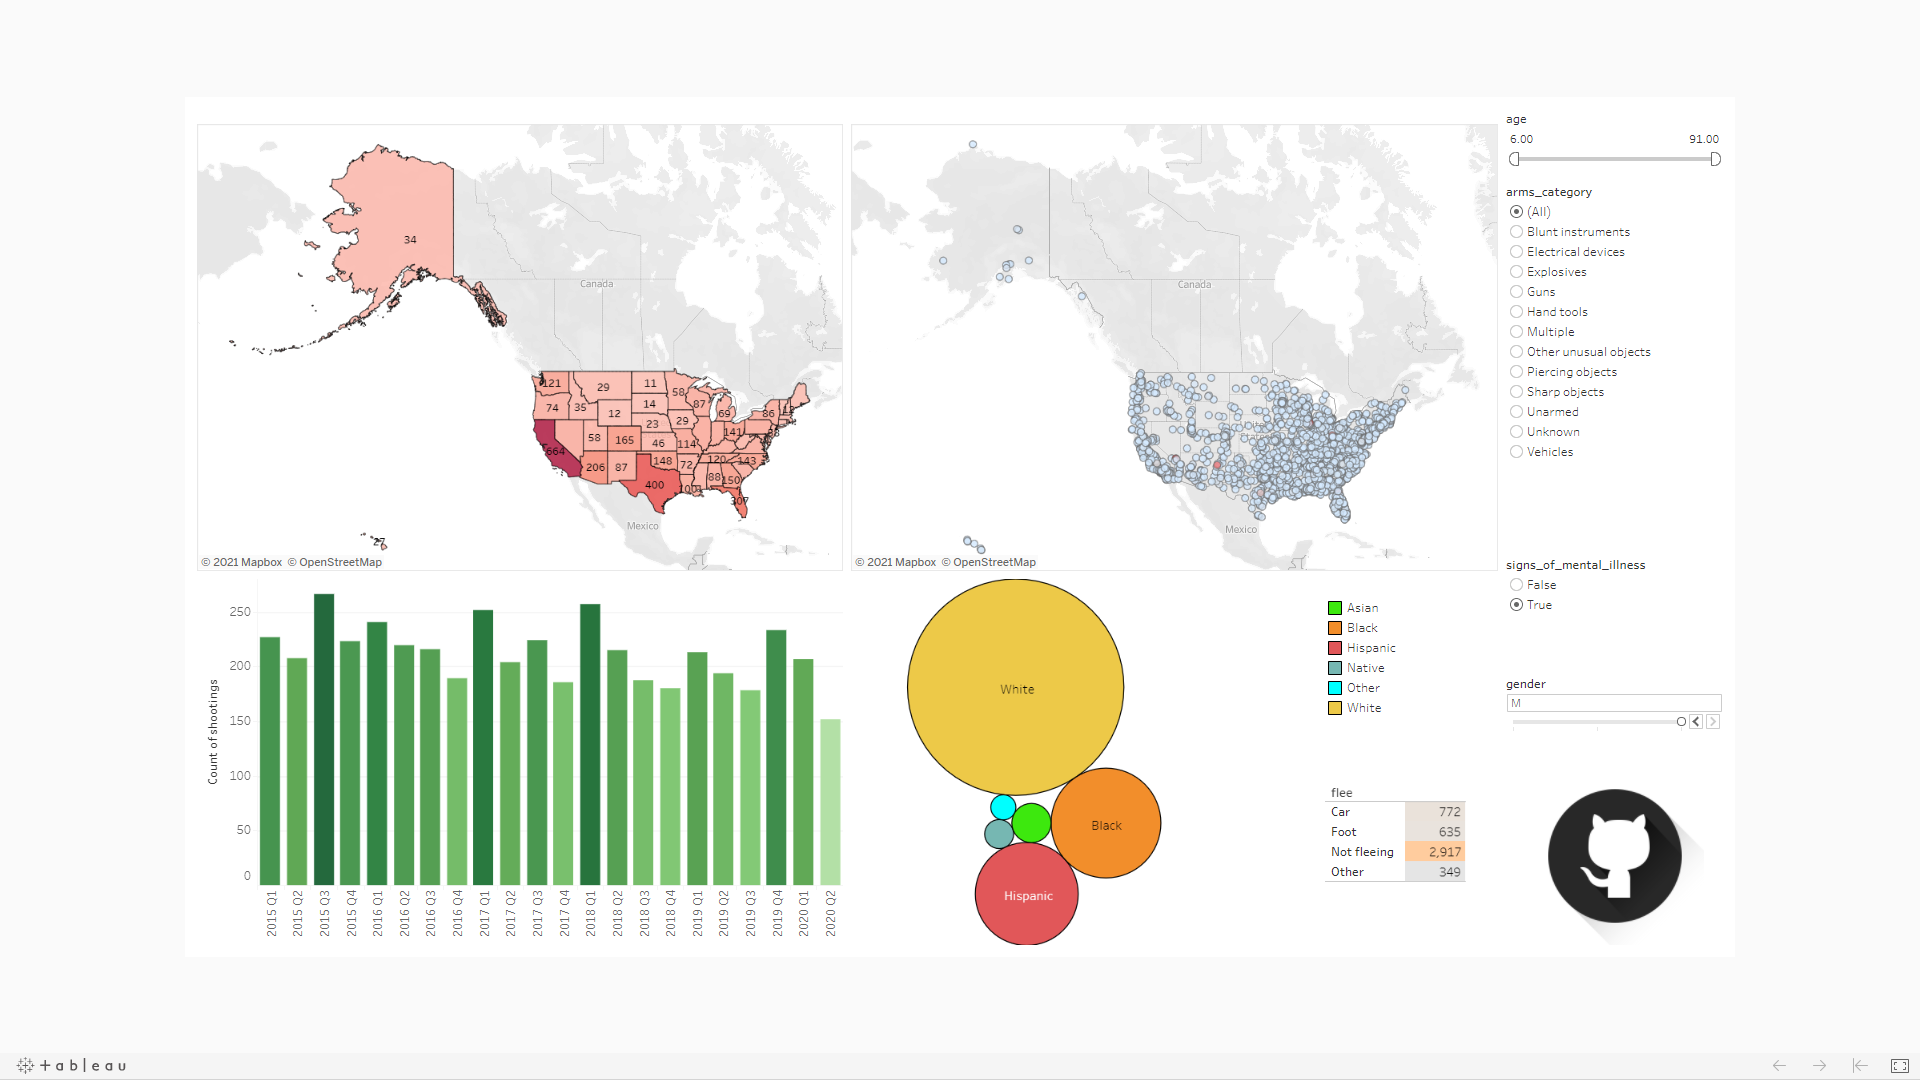 34
Canada
121
29
11
58
74
35
12
14
87
69
86
23
29
58
165
46
114
141
664
206
87
148
72
120
143
400
100
88
150
307
Mexico
27
© 2021 Mapbox © OpenStreetMap
Canada
Mexico
© 2021 Mapbox © OpenStreetMap
age
6.00 91.00
arms_category
(All)
Blunt instruments
Electrical devices
Explosives
Guns
Hand tools
Multiple
Other unusual objects
Piercing objects
Sharp objects
Unarmed
Unknown
Vehicles
signs_of_mental_illness
False
True
gender
M
Count of shootings
250
200
150
100
50
0
2015 Q1
2015 Q2
2015 Q3
2015 Q4
2016 Q1
2016 Q2
2016 Q3
2016 Q4
2017 Q1
2017 Q2
2017 Q3
2017 Q4
2018 Q1
2018 Q2
2018 Q3
2018 Q4
2019 Q1
2019 Q2
2019 Q3
2019 Q4
2020 Q1
2020 Q2
White
Black
Hispanic
Asian
Black
Hispanic
Native
Other
White
flee
Car 772
Foot 635
Not fleeing 2,917
Other 349
+ a b l e a u